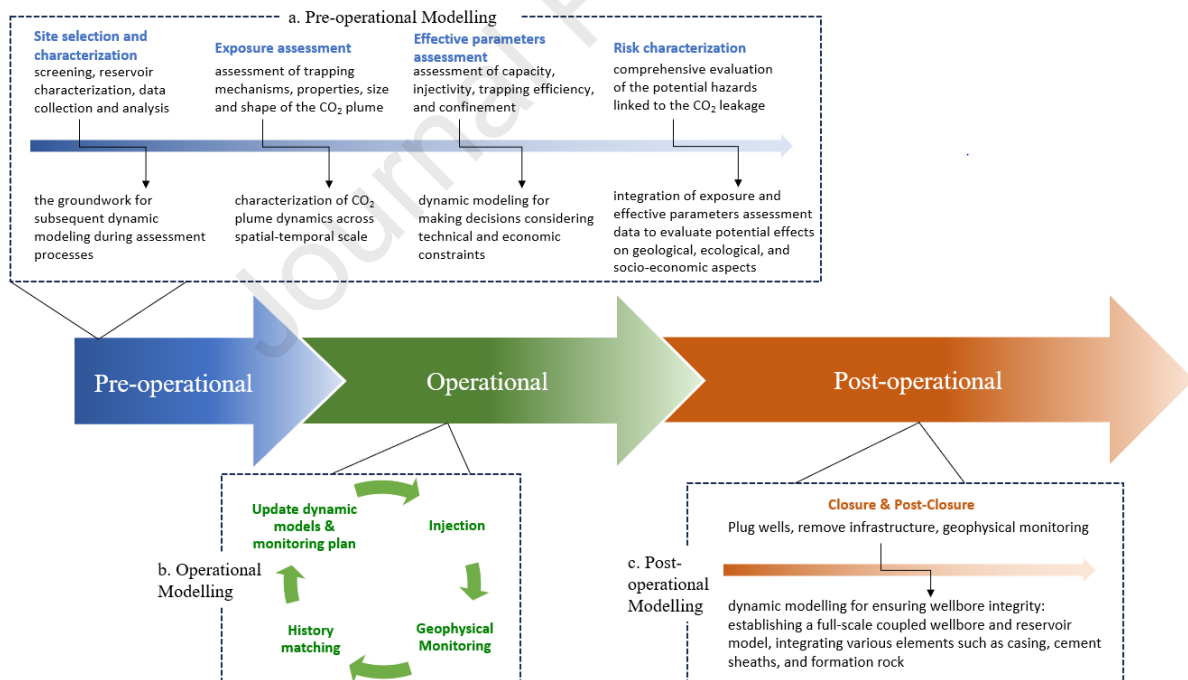 a. Pre-operational Modelling
Site selection and
characterization
screening, reservoir
characterization, data
collection and analysis
Exposure assessment
assessment of trapping
mechanisms, properties, size
and shape of the CO₂ plume
Effective parameters
assessment
assessment of capacity,
injectivity, trapping efficiency,
and confinement
Risk characterization
comprehensive evaluation
of the potential hazards
linked to the CO₂ leakage
the groundwork for
subsequent dynamic
modeling during assessment
processes
characterization of CO₂
plume dynamics across
spatial-temporal scale
dynamic modeling for
making decisions considering
technical and economic
constraints
integration of exposure and
effective parameters assessment
data to evaluate potential effects
on geological, ecological, and
socio-economic aspects
Journal P
Pre-operational
Operational
Post-operational
b. Operational
Modelling
Update dynamic
models &
monitoring plan
Injection
Geophysical
Monitoring
History
matching
c. Post-
operational
Modelling
Closure & Post-Closure
Plug wells, remove infrastructure, geophysical monitoring
dynamic modelling for ensuring wellbore integrity:
establishing a full-scale coupled wellbore and reservoir
model, integrating various elements such as casing, cement
sheaths, and formation rock